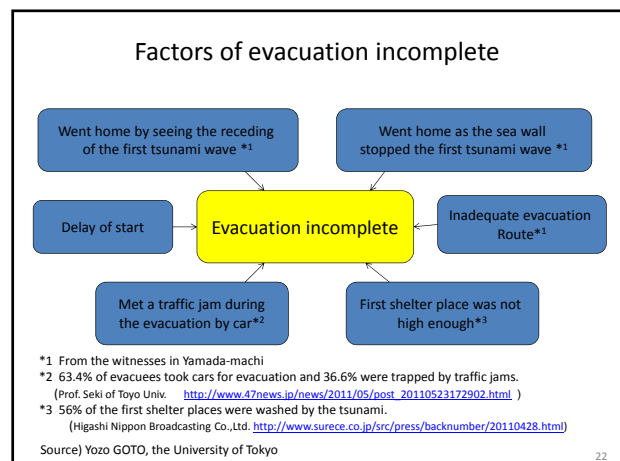 Factors of evacuation incomplete
Went home by seeing the receding
of the first tsunami wave *1
Went home as the sea wall
stopped the first tsunami wave *1
Delay of start
Evacuation incomplete
Inadequate evacuation
Route*1
Met a traffic jam during
the evacuation by car*2
First shelter place was not
high enough*3
*1 From the witnesses in Yamada-machi
*2 63.4% of evacuees took cars for evacuation and 36.6% were trapped by traffic jams.
(Prof. Seki of Toyo Univ. http://www.47news.jp/news/2011/05/post_20110523172902.html )
*3 56% of the first shelter places were washed by the tsunami.
(Higashi Nippon Broadcasting Co.,Ltd. http://www.surece.co.jp/src/press/backnumber/20110428.html)
Source) Yozo GOTO, the University of Tokyo
22